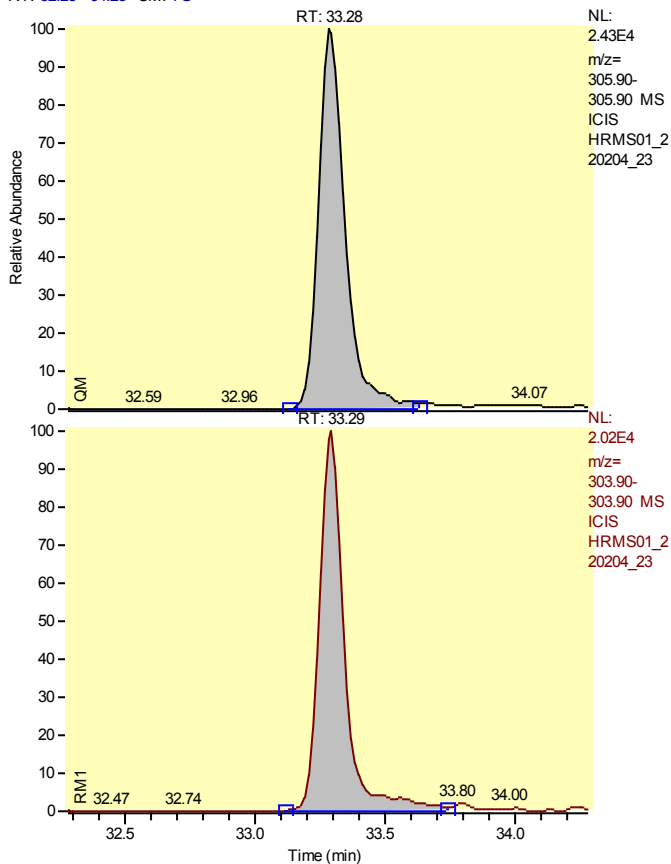 RT: 33.28
NL:
2.43E4
m/z=
305.90-
305.90 MS
ICIS
HRMS01_2
20204_23
100
90
80
70
60
50
40
30
20
10
0
Relative Abundance
QM
32.59
32.96
34.07
RT: 33.29
NL:
2.02E4
m/z=
303.90-
303.90 MS
ICIS
HRMS01_2
20204_23
100
90
80
70
60
50
40
30
20
10
0
RM1
32.47
32.74
33.80
34.00
32.5
33.0
33.5
34.0
Time (min)